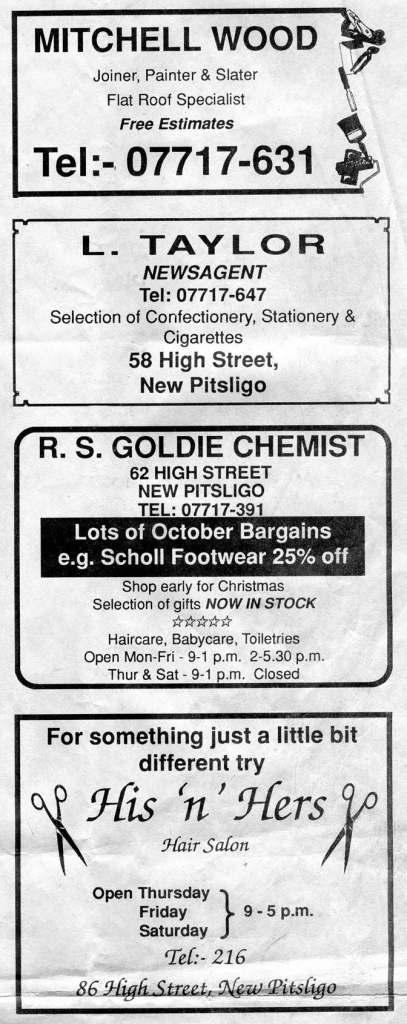 MITCHELL WOOD
Joiner, Painter & Slater
Flat Roof Specialist
Free Estimates
Tel:- 07717-631
L. TAYLOR
NEWSAGENT
Tel: 07717-647
Selection of Confectionery, Stationery &
Cigarettes
58 High Street,
New Pitsligo
R. S. GOLDIE CHEMIST
62 HIGH STREET
NEW PITSLIGO
TEL: 07717-391
Lots of October Bargains
e.g. Scholl Footwear 25% off
Shop early for Christmas
Selection of gifts NOW IN STOCK
☆☆☆☆☆
Haircare, Babycare, Toiletries
Open Mon-Fri - 9-1 p.m. 2-5.30 p.m.
Thur & Sat - 9-1 p.m. Closed
For something just a little bit
different try
His 'n' Hers
Hair Salon
Open Thursday
Friday
Saturday
9 - 5 p.m.
Tel:- 216
86 High Street, New Pitsligo